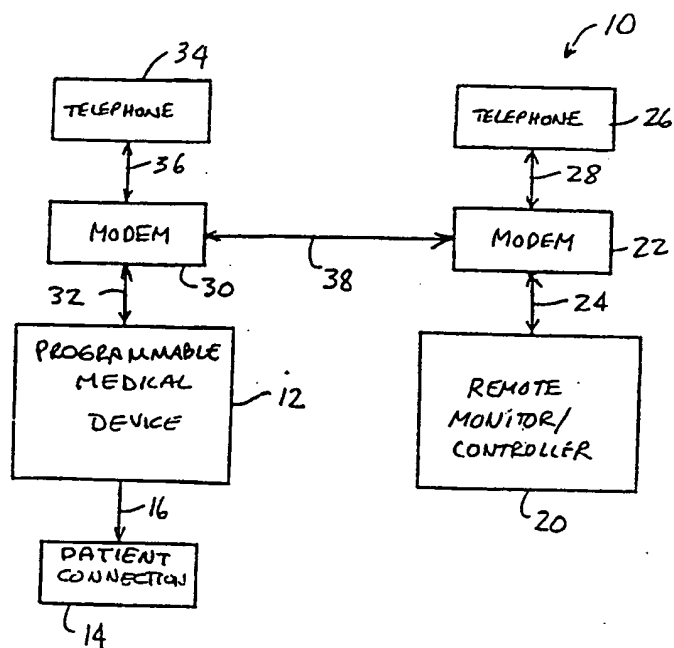 10
34
TELEPHONE
TELEPHONE
26
36
28
MODEM
MODEM
22
30
38
32
24
PROGRAMMABLE
MEDICAL
DEVICE
12
REMOTE
MONITOR/
CONTROLLER
16
20
PATIENT
CONNECTION
14